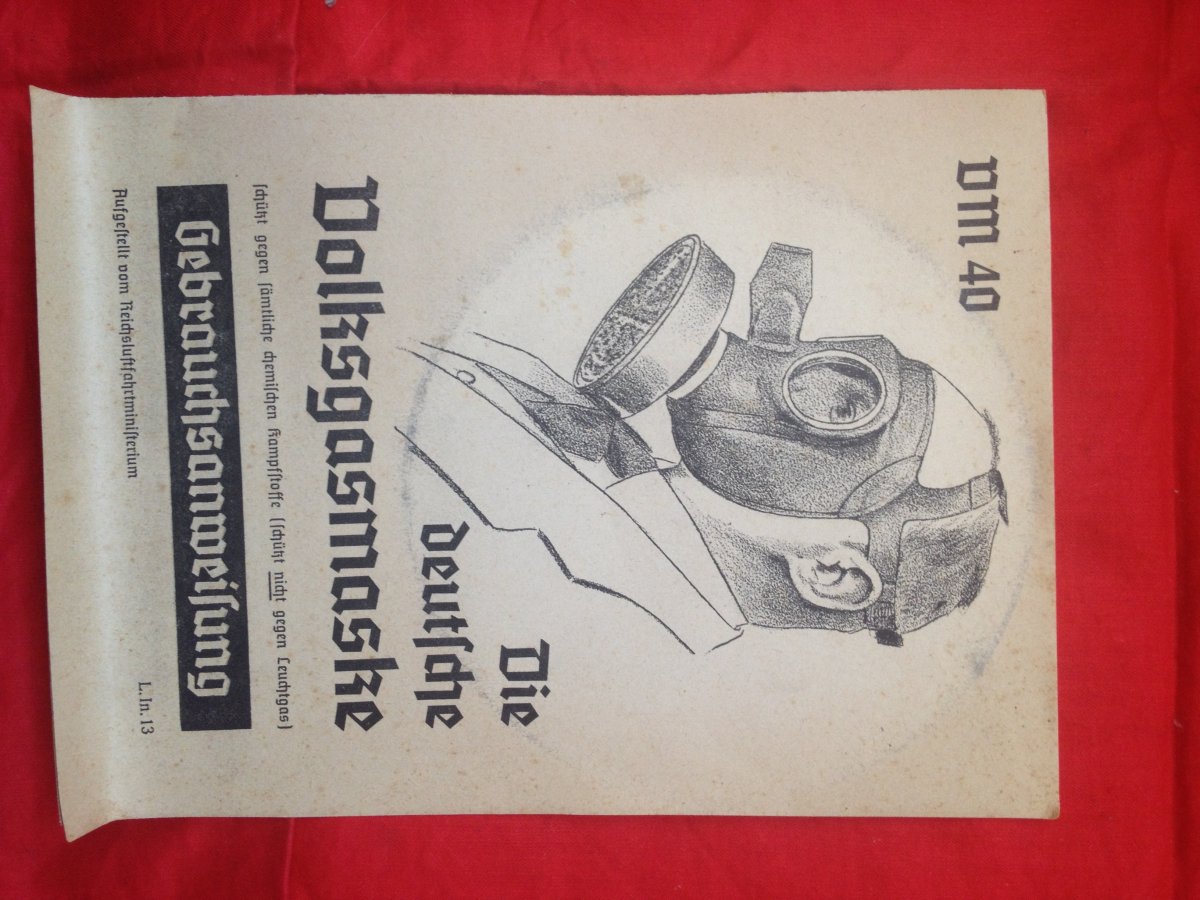 VM 40
Die
deutſche
Volksgasmaske
ſchützt gegen ſämtliche chemiſchen Kampfſtoffe (ſchützt nicht gegen Leuchtgas)
Gebrauchsanweiſung
Aufgeſtellt vom Reichsluftfahrtminiſterium
L. In. 13